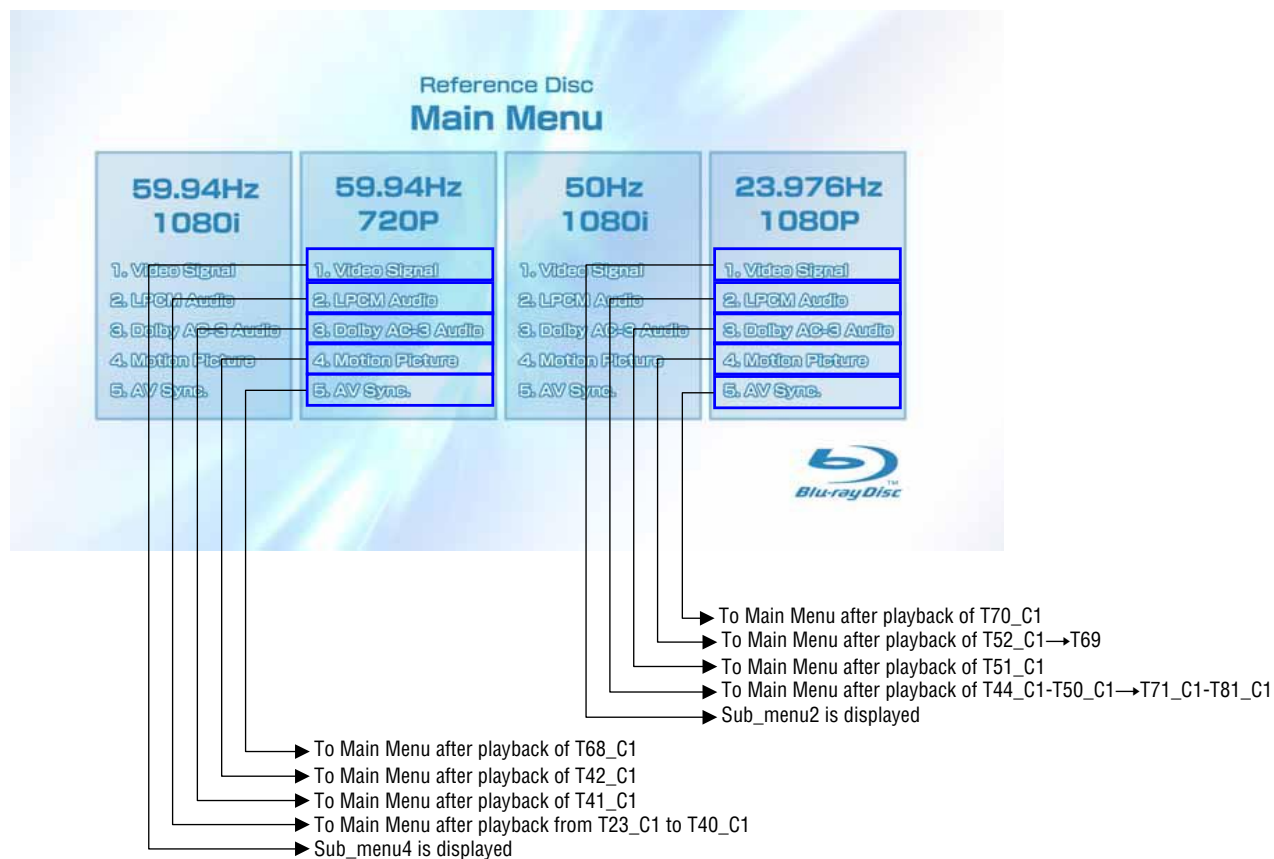 Reference Disc
Main Menu
59.94Hz
1080i
1. Video Signal
2. LPCM Audio
3. Dolby AC-3 Audio
4. Motion Picture
5. AV Sync.
59.94Hz
720P
1. Video Signal
2. LPCM Audio
3. Dolby AC-3 Audio
4. Motion Picture
5. AV Sync.
50Hz
1080i
1. Video Signal
2. LPCM Audio
3. Dolby AC-3 Audio
4. Motion Picture
5. AV Sync.
23.976Hz
1080P
1. Video Signal
2. LPCM Audio
3. Dolby AC-3 Audio
4. Motion Picture
5. AV Sync.
Blu-ray Disc™
To Main Menu after playback of T70_C1
To Main Menu after playback of T52_C1→T69
To Main Menu after playback of T51_C1
To Main Menu after playback of T44_C1-T50_C1→T71_C1-T81_C1
Sub_menu2 is displayed
To Main Menu after playback of T68_C1
To Main Menu after playback of T42_C1
To Main Menu after playback of T41_C1
To Main Menu after playback from T23_C1 to T40_C1
Sub_menu4 is displayed